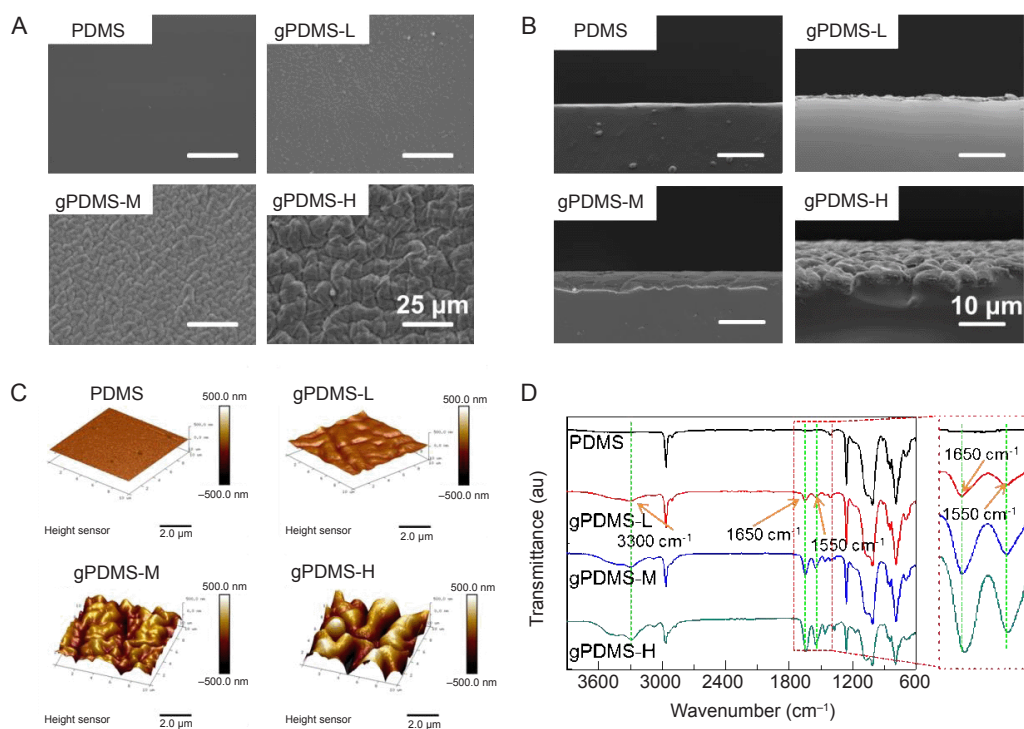 A
PDMS
gPDMS-L
gPDMS-M
gPDMS-H
25 µm
B
PDMS
gPDMS-L
gPDMS-M
gPDMS-H
10 µm
C
PDMS
500.0 nm
–500.0 nm
Height sensor
2.0 µm
gPDMS-L
500.0 nm
–500.0 nm
Height sensor
2.0 µm
gPDMS-M
500.0 nm
–500.0 nm
Height sensor
2.0 µm
gPDMS-H
500.0 nm
–500.0 nm
Height sensor
2.0 µm
D
Transmittance (au)
PDMS
gPDMS-L
3300 cm⁻¹
1650 cm⁻¹
1550 cm⁻¹
gPDMS-M
gPDMS-H
1650 cm⁻¹
1550 cm⁻¹
3900 3000 2400 1800 1200 600
Wavenumber (cm⁻¹)